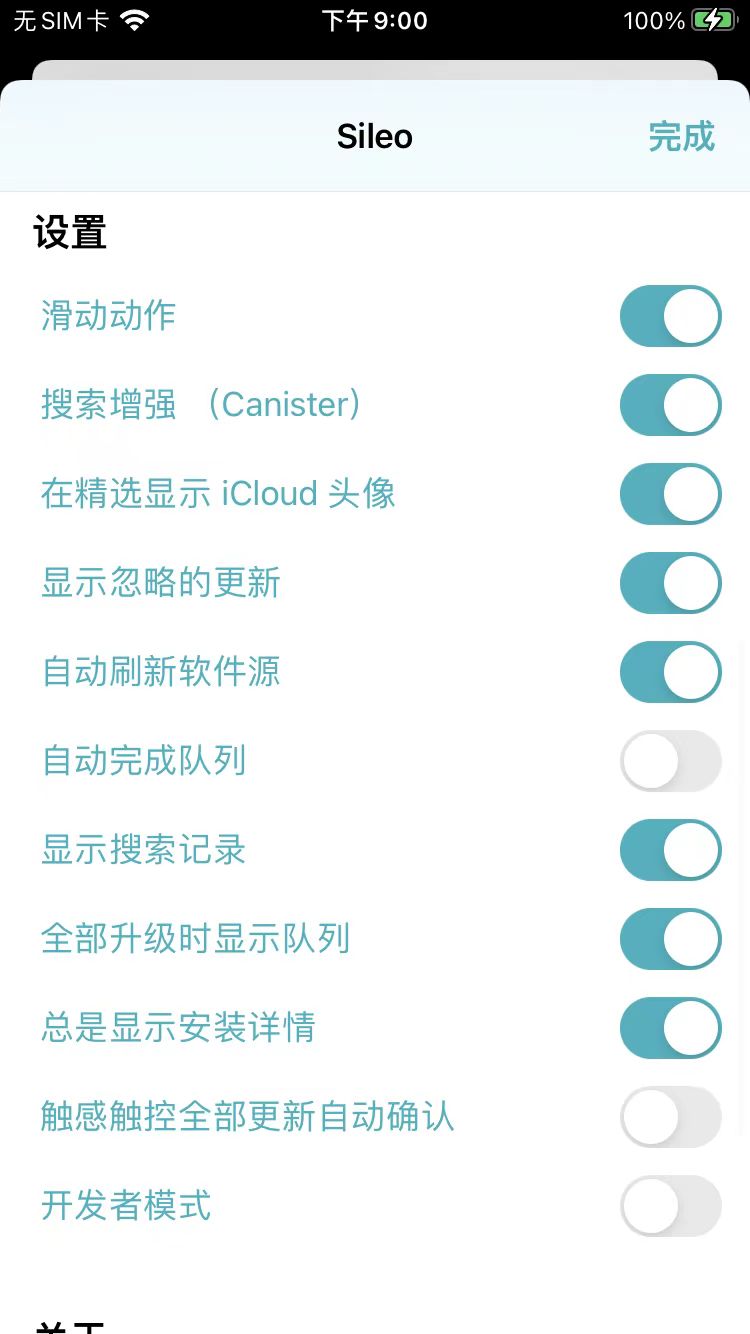 无SIM卡 下午9:00 100%
Sileo 完成
设置
滑动动作
搜索增强 （Canister）
在精选显示 iCloud 头像
显示忽略的更新
自动刷新软件源
自动完成队列
显示搜索记录
全部升级时显示队列
总是显示安装详情
触感触控全部更新自动确认
开发者模式